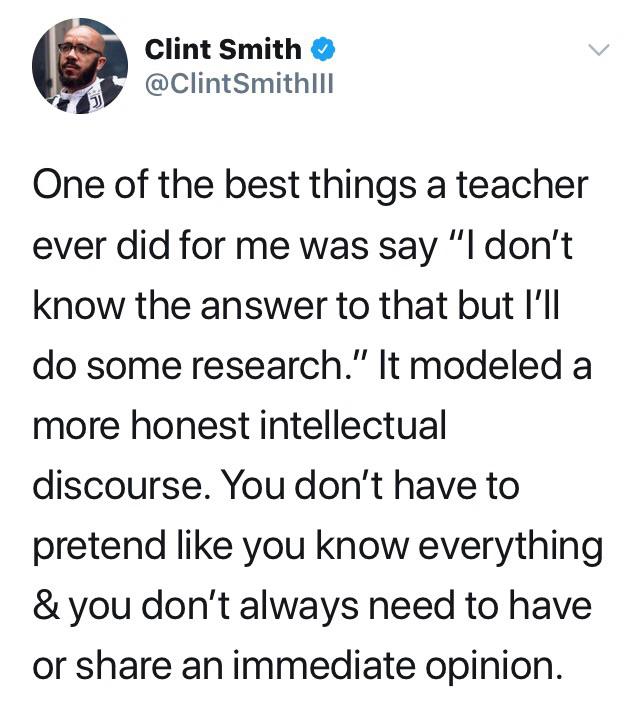 Clint Smith
@ClintSmithIII
One of the best things a teacher
ever did for me was say "I don't
know the answer to that but I'll
do some research." It modeled a
more honest intellectual
discourse. You don't have to
pretend like you know everything
& you don't always need to have
or share an immediate opinion.